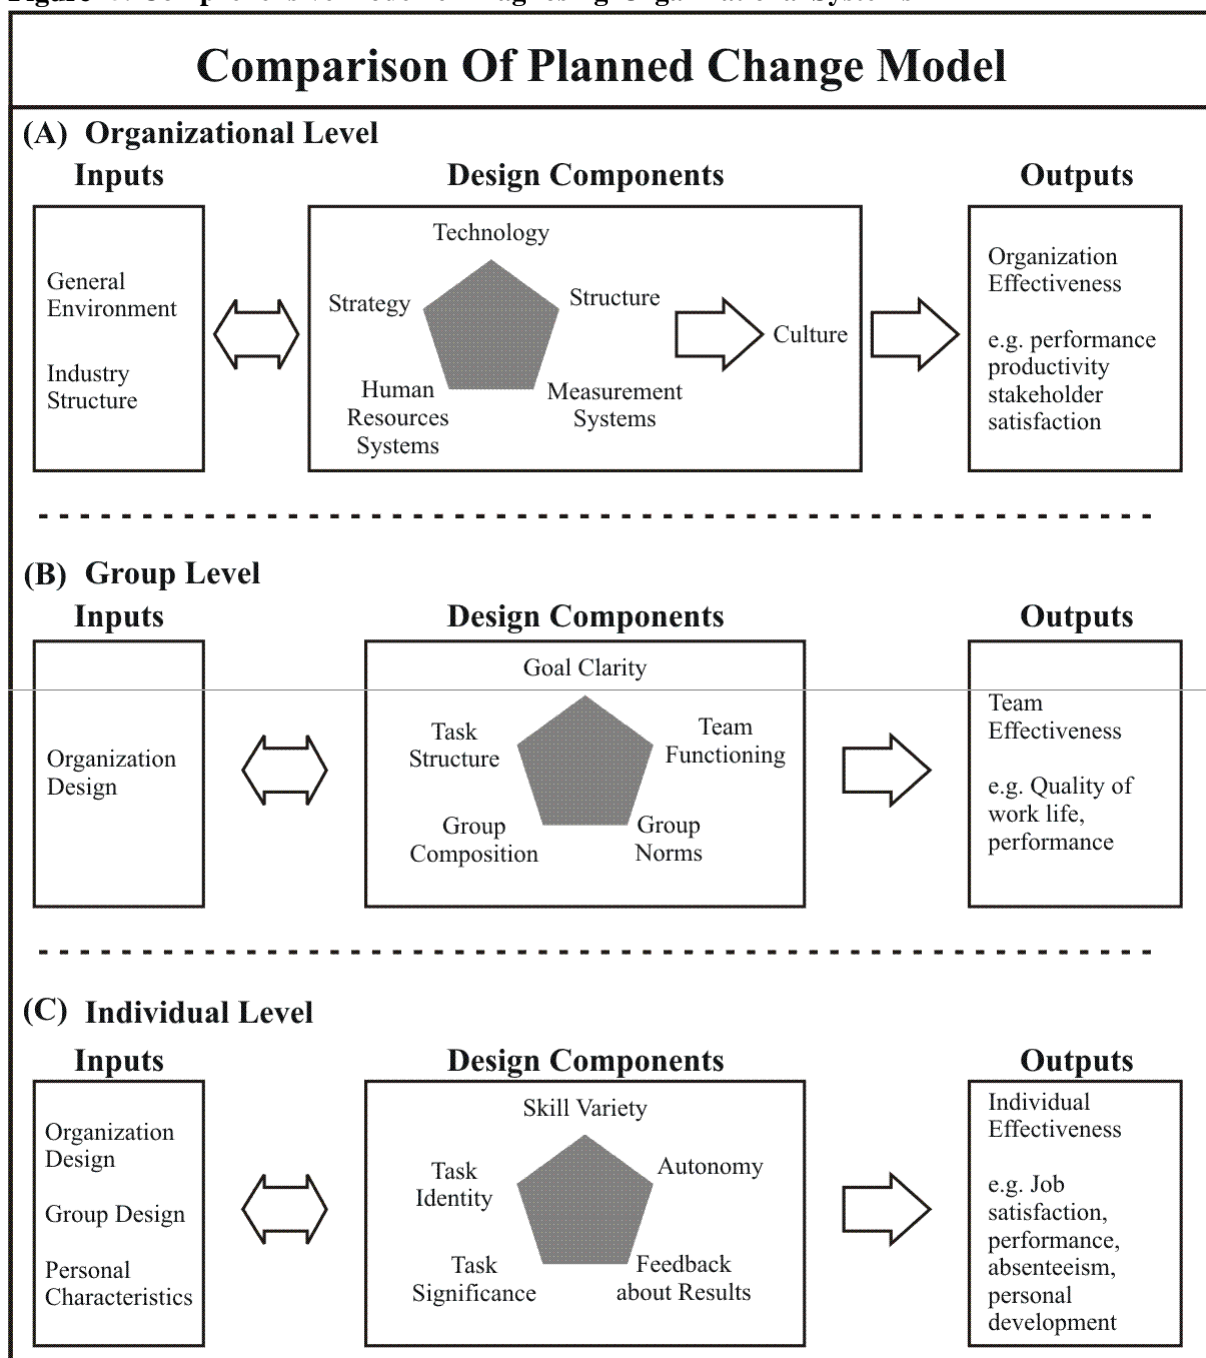 Comparison Of Planned Change Model
(A) Organizational Level
Inputs
Design Components
Outputs
General
Environment
Industry
Structure
Technology
Strategy
Structure
Human
Resources
Systems
Measurement
Systems
Culture
Organization
Effectiveness
e.g. performance
productivity
stakeholder
satisfaction
(B) Group Level
Inputs
Design Components
Outputs
Organization
Design
Goal Clarity
Task
Structure
Team
Functioning
Group
Composition
Group
Norms
Team
Effectiveness
e.g. Quality of
work life,
performance
(C) Individual Level
Inputs
Design Components
Outputs
Organization
Design
Group Design
Personal
Characteristics
Skill Variety
Task
Identity
Autonomy
Task
Significance
Feedback
about Results
Individual
Effectiveness
e.g. Job
satisfaction,
performance,
absenteeism,
personal
development